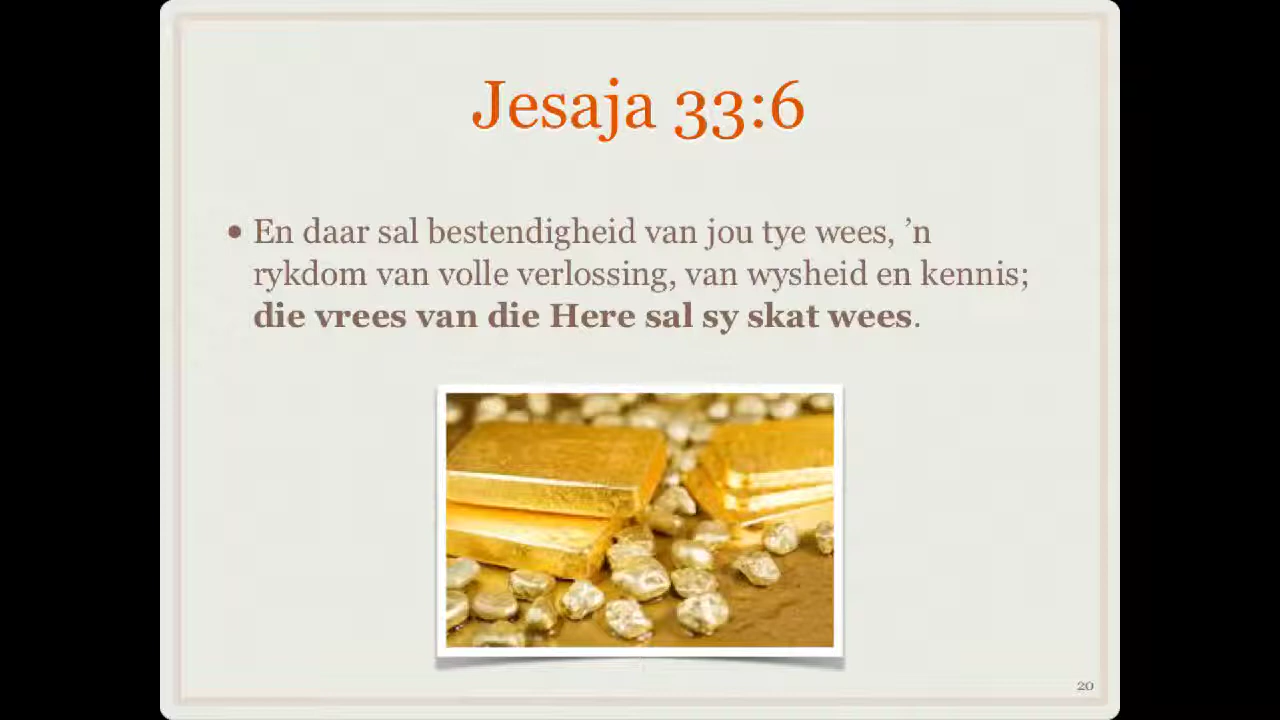 Jesaja 33:6
• En daar sal bestendigheid van jou tye wees, ’n
rykdom van volle verlossing, van wysheid en kennis;
die vrees van die Here sal sy skat wees.
20